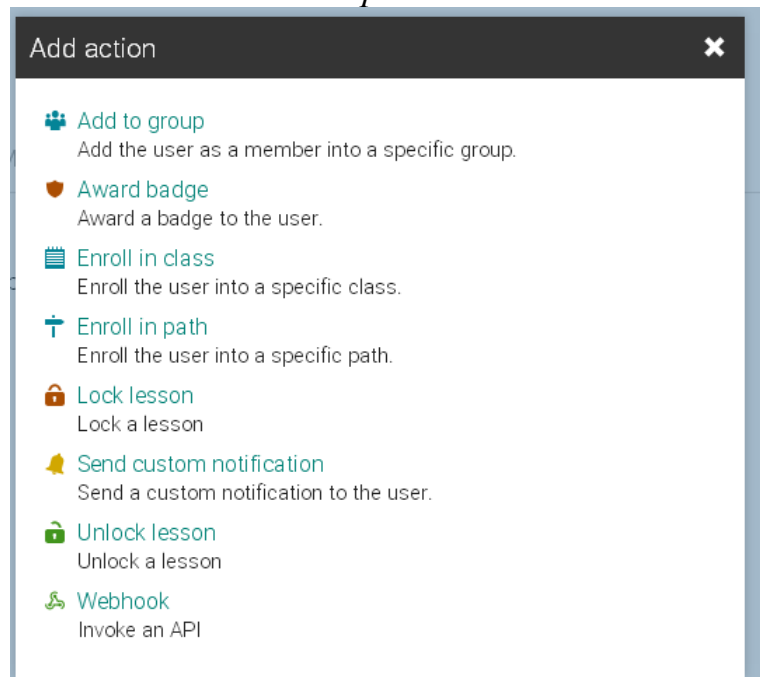 Add action
Add to group
Add the user as a member into a specific group.
Award badge
Award a badge to the user.
Enroll in class
Enroll the user into a specific class.
Enroll in path
Enroll the user into a specific path.
Lock lesson
Lock a lesson
Send custom notification
Send a custom notification to the user.
Unlock lesson
Unlock a lesson
Webhook
Invoke an API